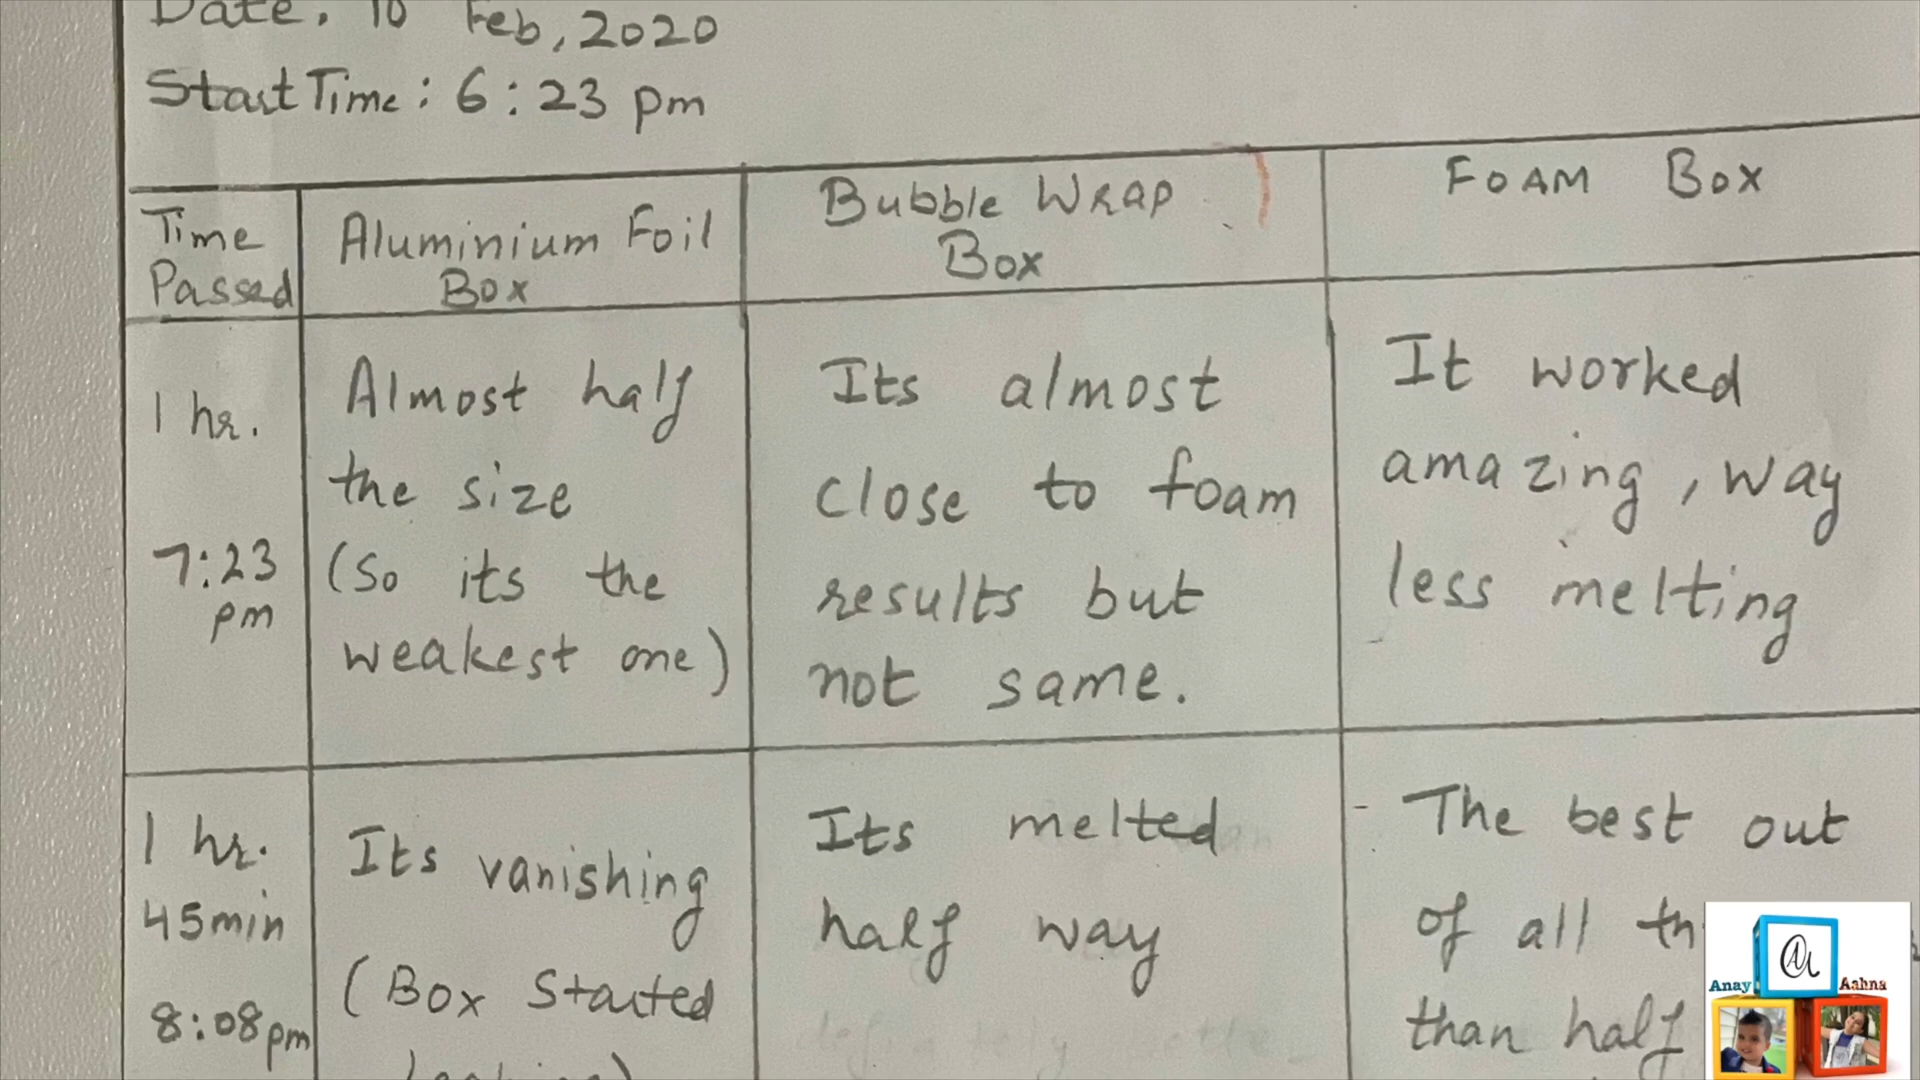 Date. 10 Feb, 2020
Start Time: 6:23 pm
Time
Passed
Aluminium Foil
Box
Bubble Wrap
Box
FOAM BOX
1 hr.
7:23
pm
Almost half
the size
(So its the
weakest one)
Its almost
close to foam
results but
not same.
It worked
amazing, way
less melting
1 hr.
45min
8:08pm
Its vanishing
(Box Started
Its melted
half way
The best out
of all
than half
@
Anay Aahna